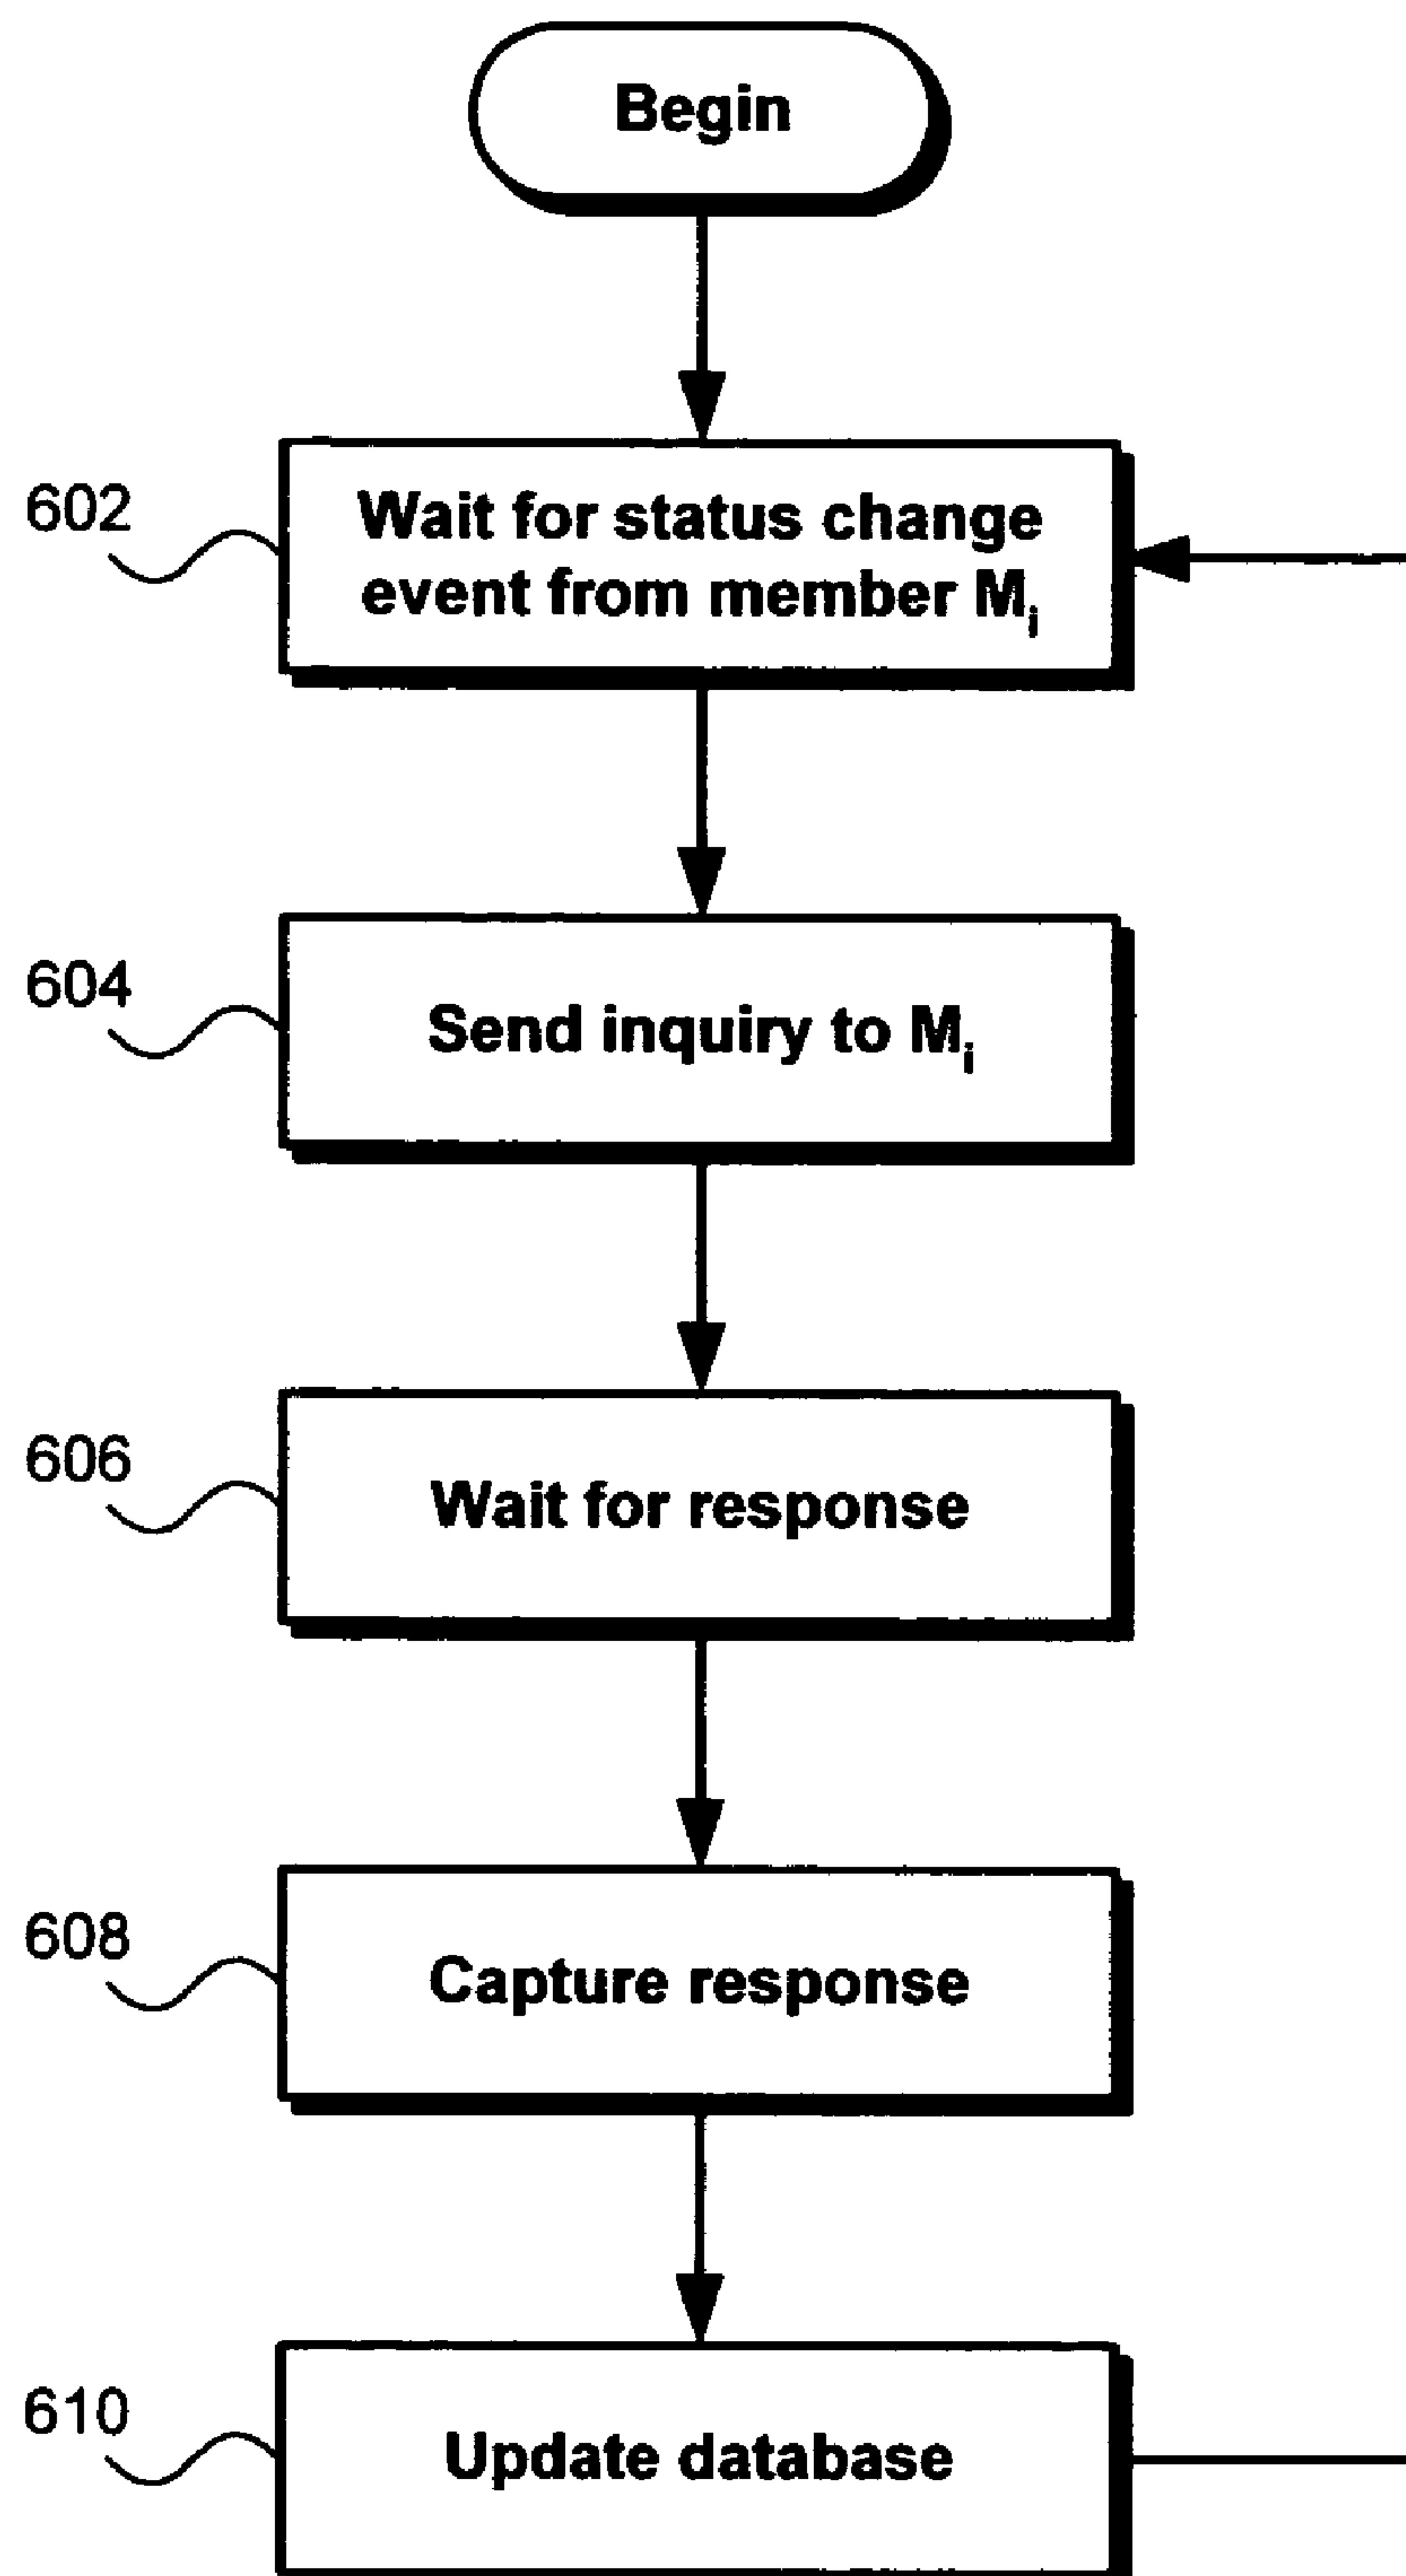 Begin
602
Wait for status change
event from member Mi
604
Send inquiry to Mi
606
Wait for response
608
Capture response
610
Update database